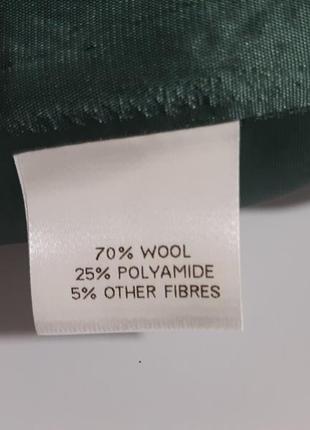 70% WOOL
25% POLYAMIDE
5% OTHER FIBRES